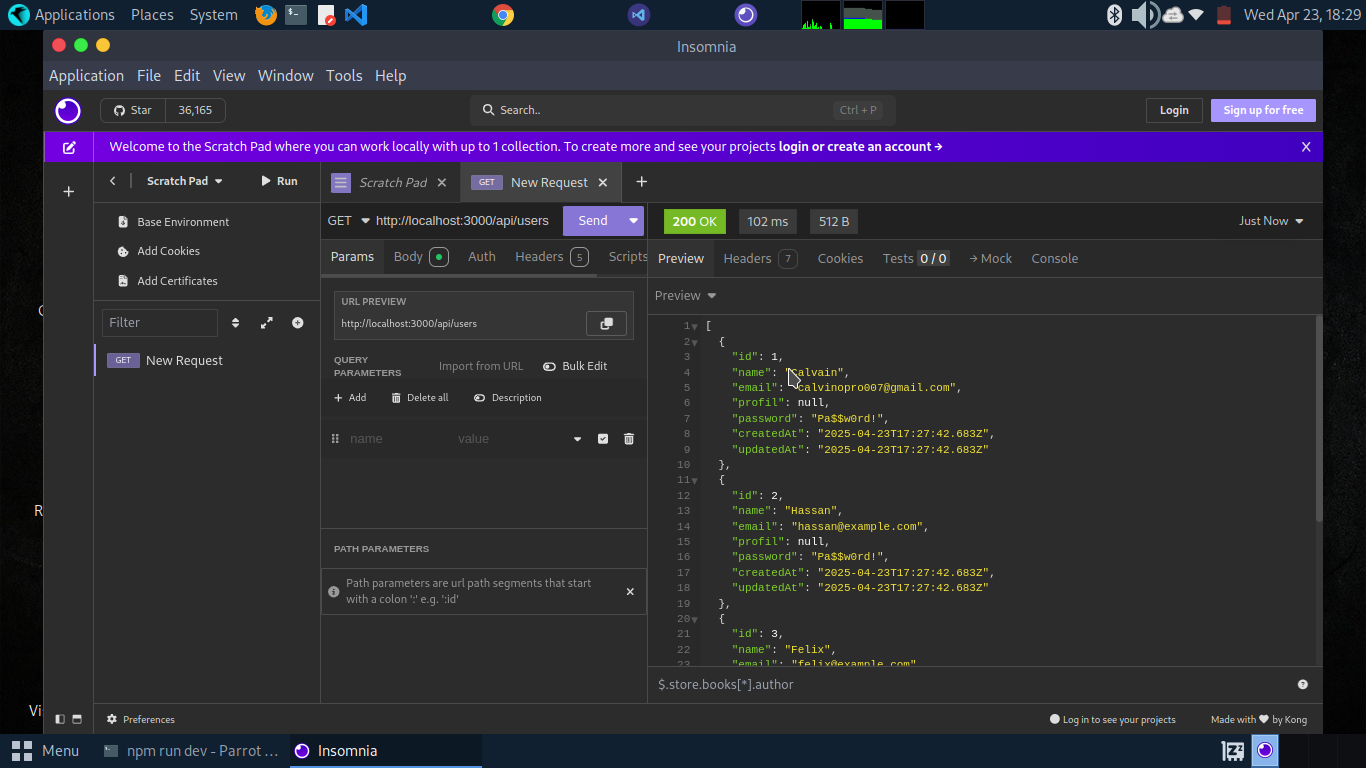 Applications Places System Wed Apr 23, 18:29
Insomnia
Application File Edit View Window Tools Help
Star 36,165 Search.. Ctrl + P Login Sign up for free
Welcome to the Scratch Pad where you can work locally with up to 1 collection. To create more and see your projects login or create an account → X
Scratch Pad Run
Scratch Pad GET New Request
Base Environment
Add Cookies
Add Certificates
Filter
GET New Request
GET http://localhost:3000/api/users Send
200 OK 102 ms 512 B Just Now
Params Body Auth Headers 5 Scripts
Preview Headers 7 Cookies Tests 0 / 0 → Mock Console
URL PREVIEW
http://localhost:3000/api/users
QUERY PARAMETERS Import from URL Bulk Edit
+ Add Delete all Description
name value
PATH PARAMETERS
Path parameters are url path segments that start
with a colon ':' e.g. ':id'
Preview
1 [
2 {
3 "id": 1,
4 "name": "Calvain",
5 "email": "calvinopro007@gmail.com",
6 "profil": null,
7 "password": "Pa$$w0rd!",
8 "createdAt": "2025-04-23T17:27:42.683Z",
9 "updatedAt": "2025-04-23T17:27:42.683Z"
10 },
11 {
12 "id": 2,
13 "name": "Hassan",
14 "email": "hassan@example.com",
15 "profil": null,
16 "password": "Pa$$w0rd!",
17 "createdAt": "2025-04-23T17:27:42.683Z",
18 "updatedAt": "2025-04-23T17:27:42.683Z"
19 },
20 {
21 "id": 3,
22 "name": "Felix",
23 "email": "felix@example.com"
$.store.books[*].author
Preferences Log in to see your projects Made with ❤ by Kong
Menu npm run dev - Parrot ... Insomnia